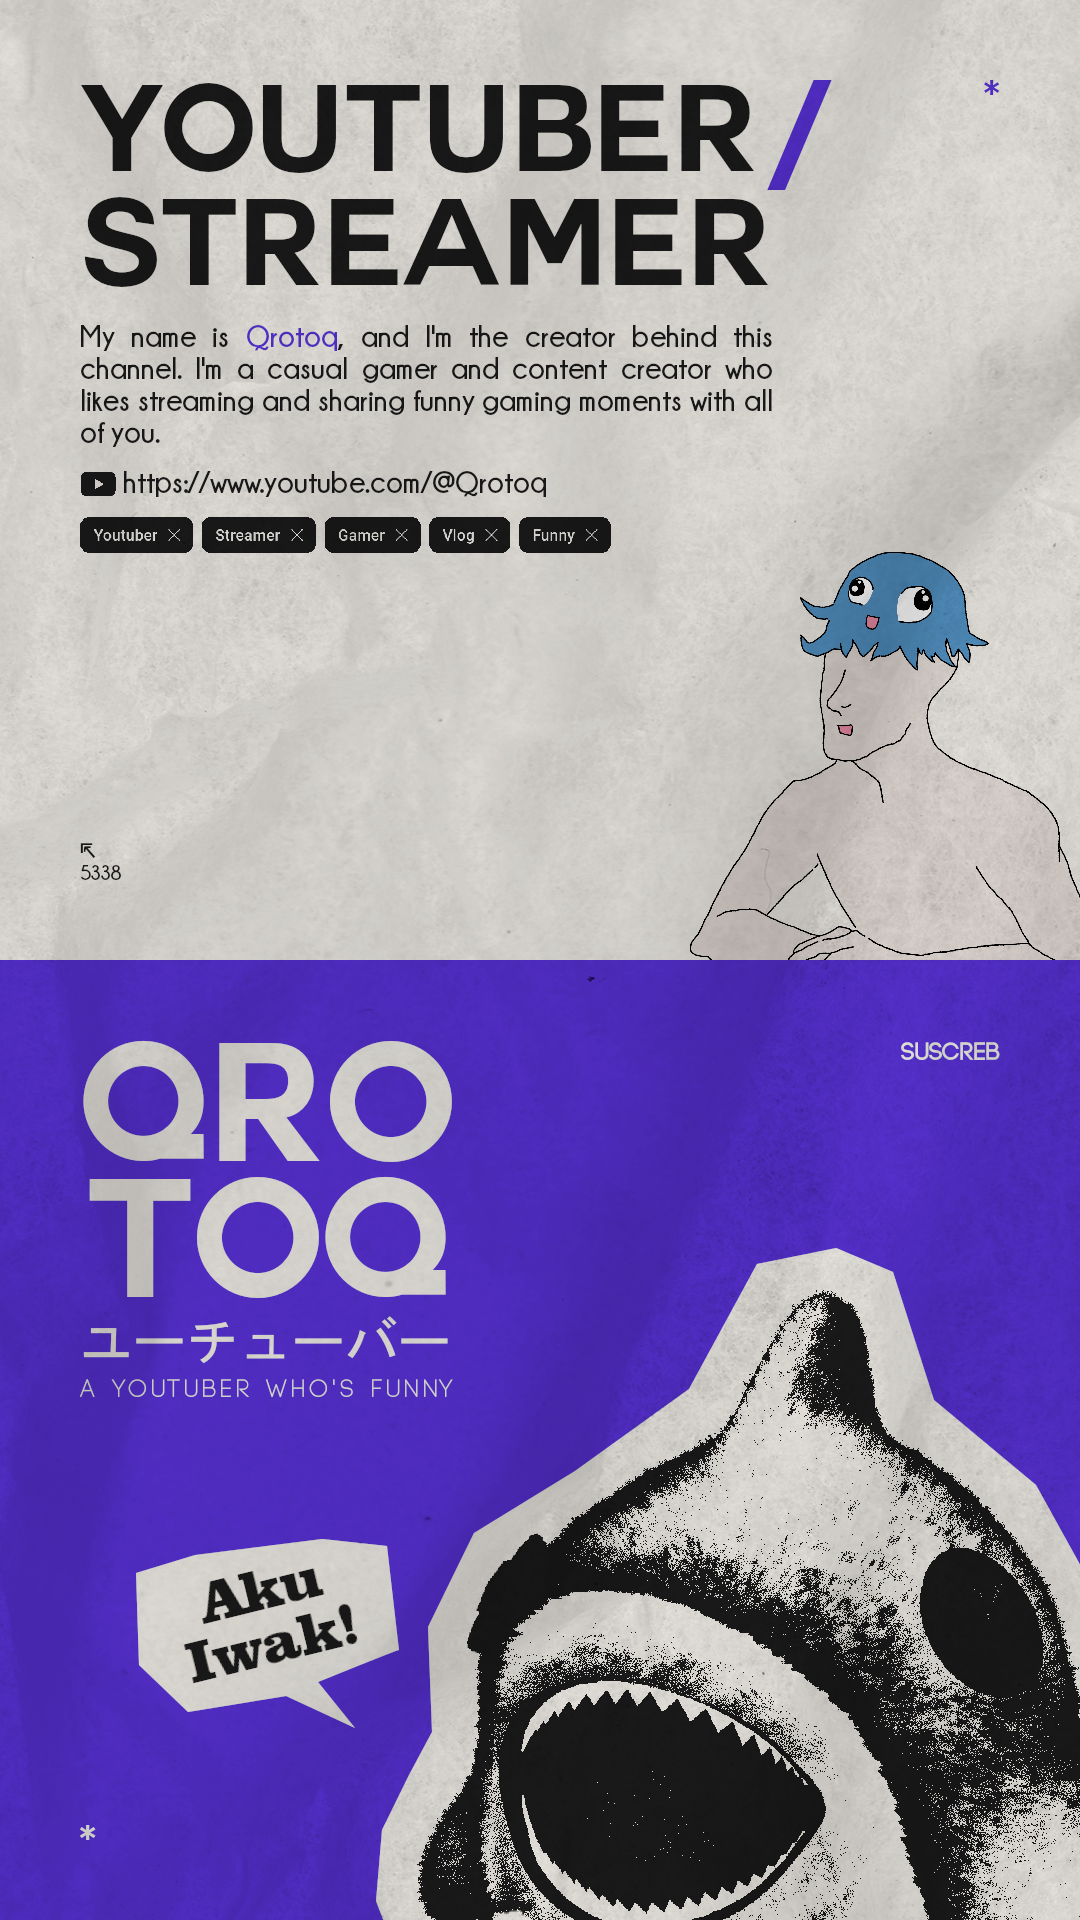 YOUTUBER/
STREAMER
*
My name is Qrotoq, and I'm the creator behind this
channel. I'm a casual gamer and content creator who
likes streaming and sharing funny gaming moments with all
of you.
https://www.youtube.com/@Qrotoq
Youtuber × Streamer × Gamer × Vlog × Funny ×
5338
QRO
TOQ
SUSCREB
ユーチューバー
A YOUTUBER WHO'S FUNNY
Aku
Iwak!
*